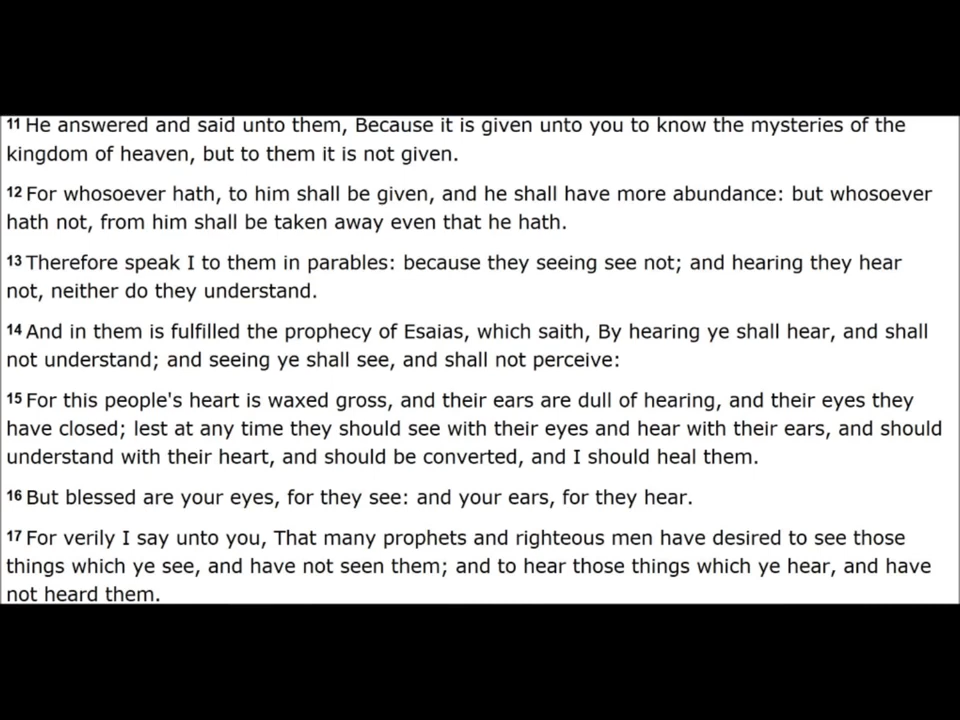 11 He answered and said unto them, Because it is given unto you to know the mysteries of the
kingdom of heaven, but to them it is not given.
12 For whosoever hath, to him shall be given, and he shall have more abundance: but whosoever
hath not, from him shall be taken away even that he hath.
13 Therefore speak I to them in parables: because they seeing see not; and hearing they hear
not, neither do they understand.
14 And in them is fulfilled the prophecy of Esaias, which saith, By hearing ye shall hear, and shall
not understand; and seeing ye shall see, and shall not perceive:
15 For this people's heart is waxed gross, and their ears are dull of hearing, and their eyes they
have closed; lest at any time they should see with their eyes and hear with their ears, and should
understand with their heart, and should be converted, and I should heal them.
16 But blessed are your eyes, for they see: and your ears, for they hear.
17 For verily I say unto you, That many prophets and righteous men have desired to see those
things which ye see, and have not seen them; and to hear those things which ye hear, and have
not heard them.